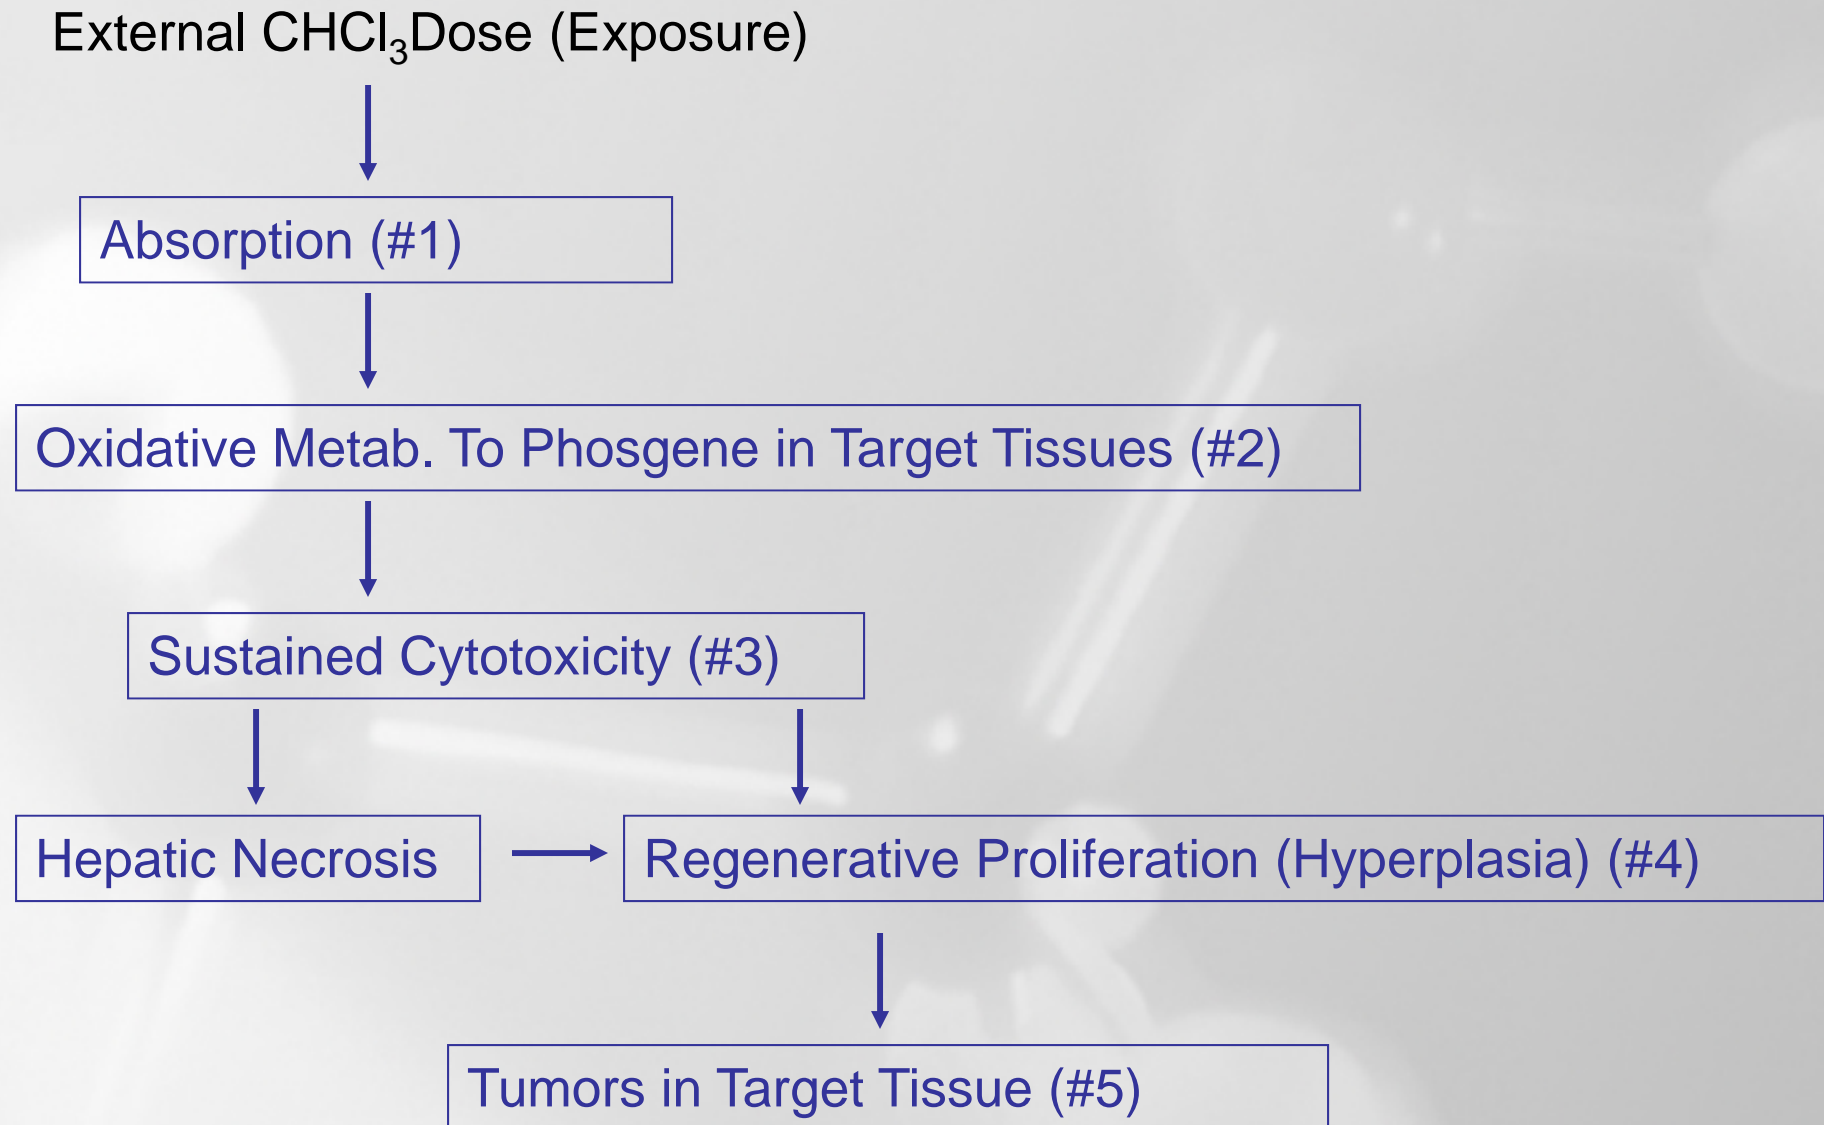 External CHCl₃Dose (Exposure)
Absorption (#1)
Oxidative Metab. To Phosgene in Target Tissues (#2)
Sustained Cytotoxicity (#3)
Hepatic Necrosis
Regenerative Proliferation (Hyperplasia) (#4)
Tumors in Target Tissue (#5)